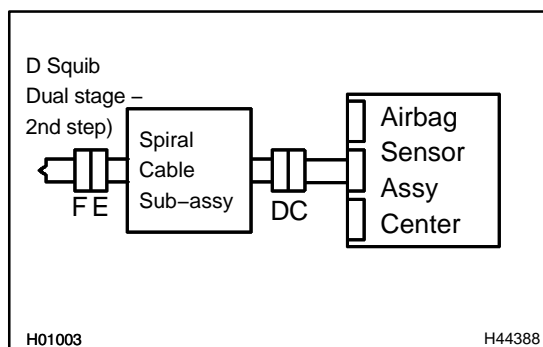 D Squib
Dual stage –
2nd step)
Spiral
Cable
Sub–assy
F E
DC
Airbag
Sensor
Assy
Center
H01003
H44388